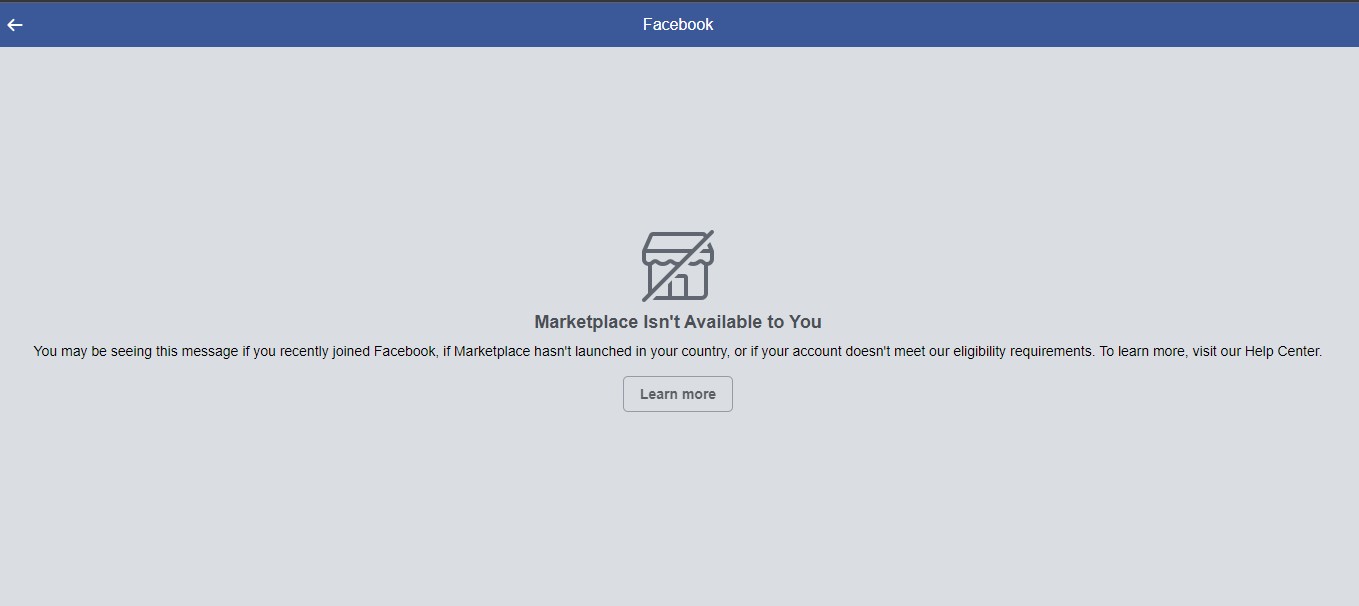 Facebook
Marketplace Isn't Available to You
You may be seeing this message if you recently joined Facebook, if Marketplace hasn't launched in your country, or if your account doesn't meet our eligibility requirements. To learn more, visit our Help Center.
Learn more